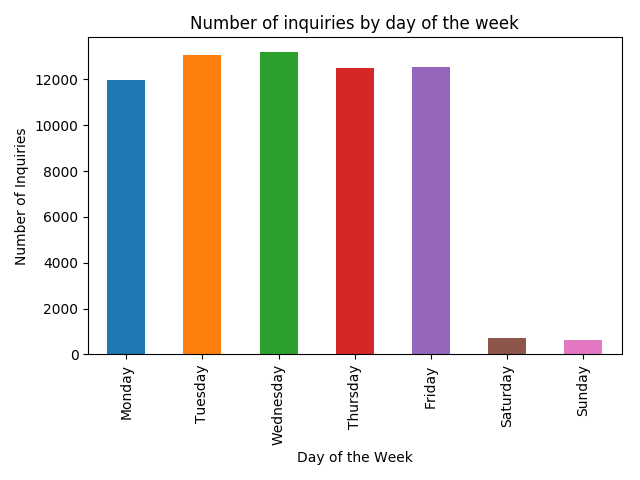 Number of inquiries by day of the week
Number of Inquiries
12000
10000
8000
6000
4000
2000
0
Monday
Tuesday
Wednesday
Thursday
Friday
Saturday
Sunday
Day of the Week